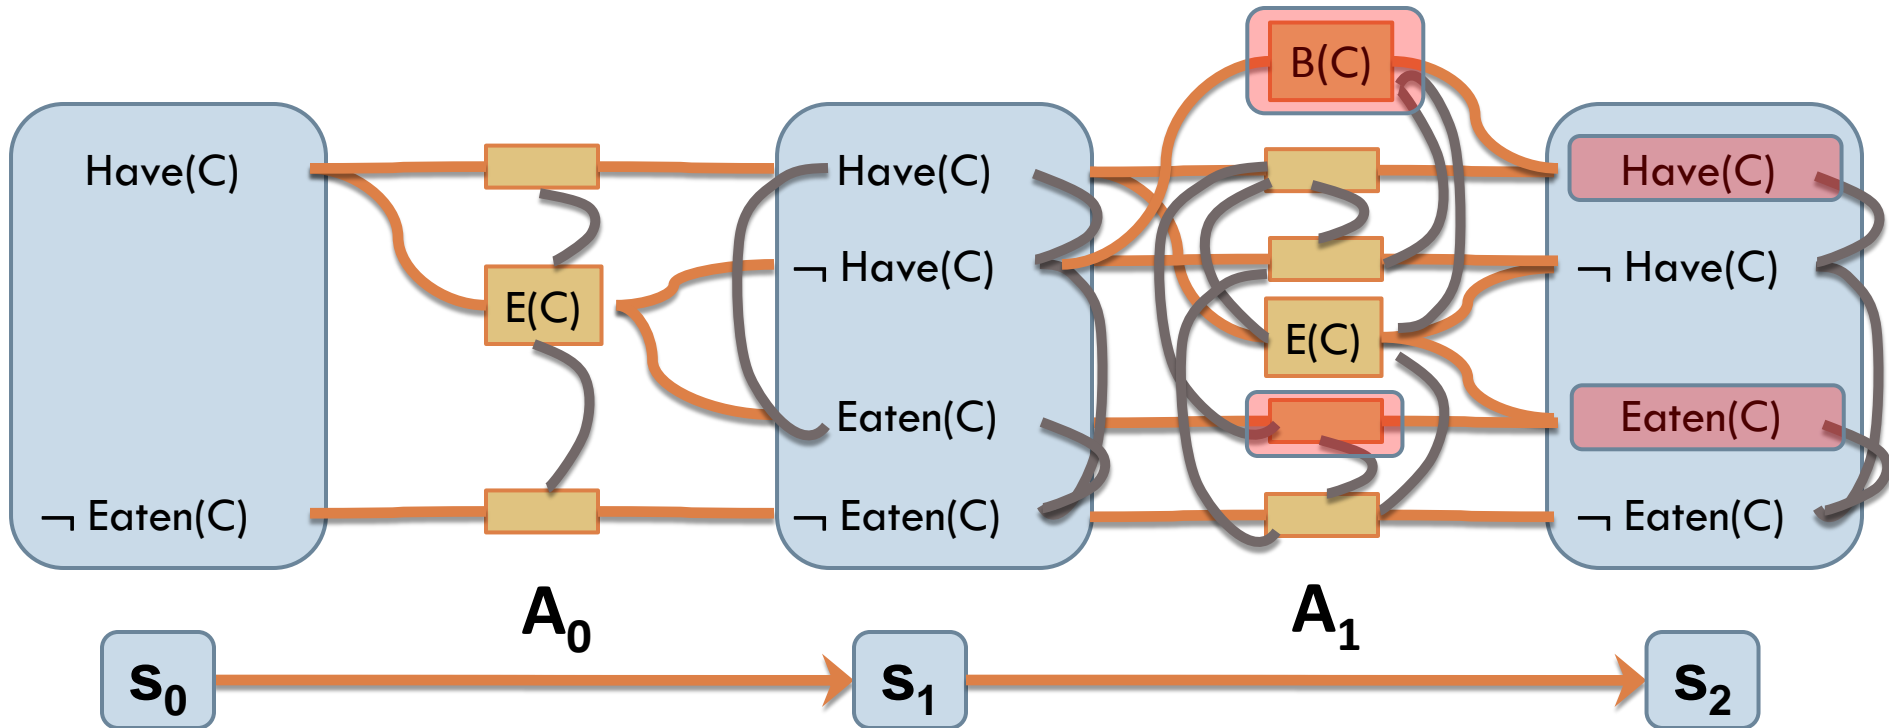 Have(C)
¬ Eaten(C)
E(C)
Have(C)
¬ Have(C)
Eaten(C)
¬ Eaten(C)
B(C)
E(C)
Have(C)
¬ Have(C)
Eaten(C)
¬ Eaten(C)
A₀
A₁
s₀
s₁
s₂